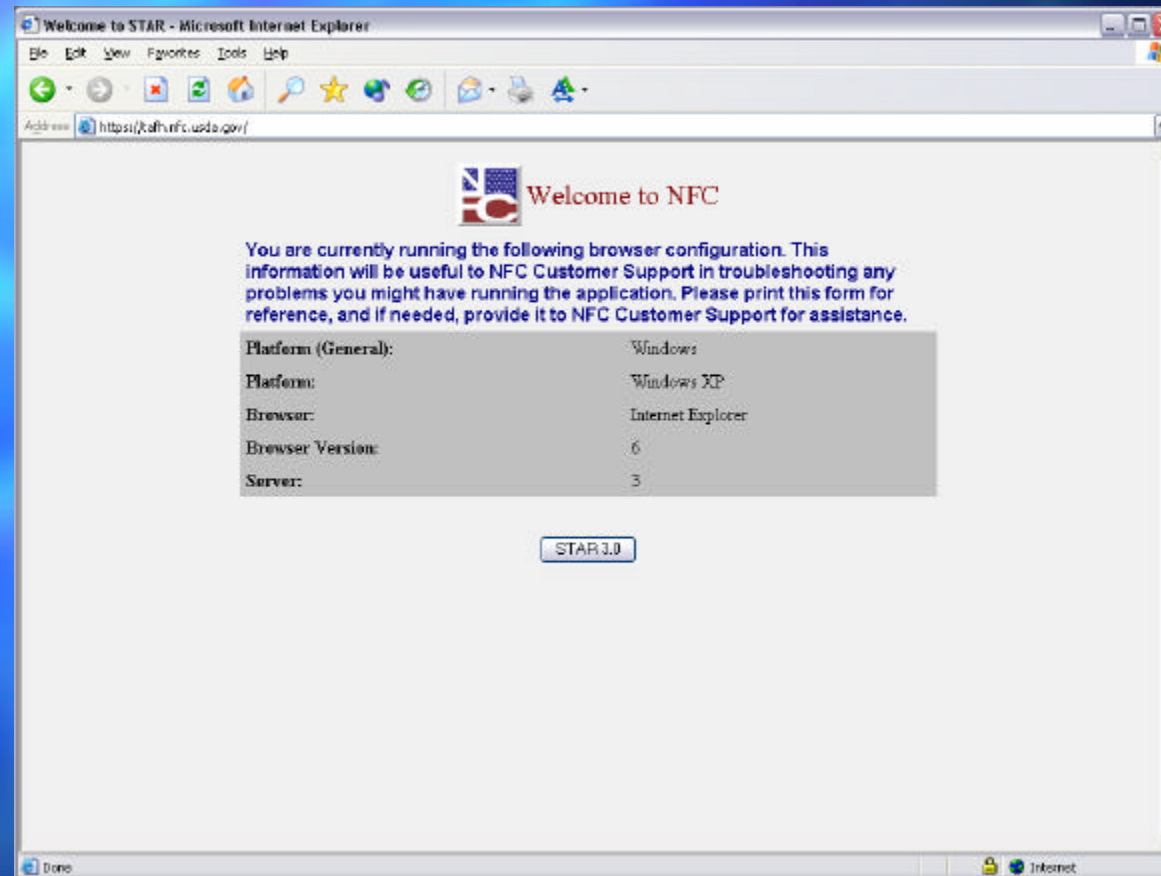 Welcome to STAR - Microsoft Internet Explorer
File Edit View Favorites Tools Help
Address https://tafh.nfc.usda.gov/
NFC
Welcome to NFC
You are currently running the following browser configuration. This
information will be useful to NFC Customer Support in troubleshooting any
problems you might have running the application. Please print this form for
reference, and if needed, provide it to NFC Customer Support for assistance.
Platform (General): Windows
Platform: Windows XP
Browser: Internet Explorer
Browser Version: 6
Server: 3
STAR 3.0
Done Internet